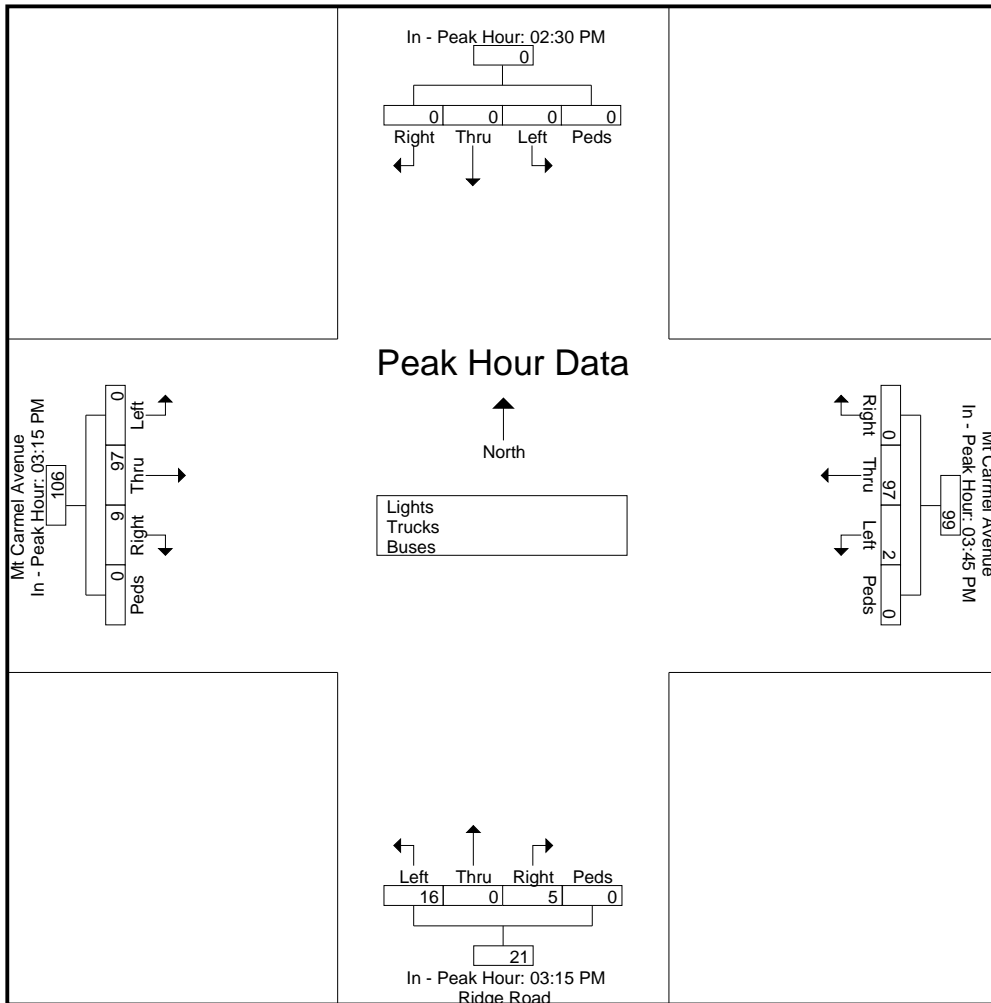 In - Peak Hour: 02:30 PM
0
0 0 0 0
Right Thru Left Peds
Peak Hour Data
North
Lights
Trucks
Buses
Mt Carmel Avenue
In - Peak Hour: 03:15 PM
106
0 97 9 0
Left Thru Right Peds
Mt Carmel Avenue
In - Peak Hour: 03:45 PM
99
0 97 2 0
Right Thru Left Peds
Left Thru Right Peds
16 0 5 0
21
In - Peak Hour: 03:15 PM
Ridge Road